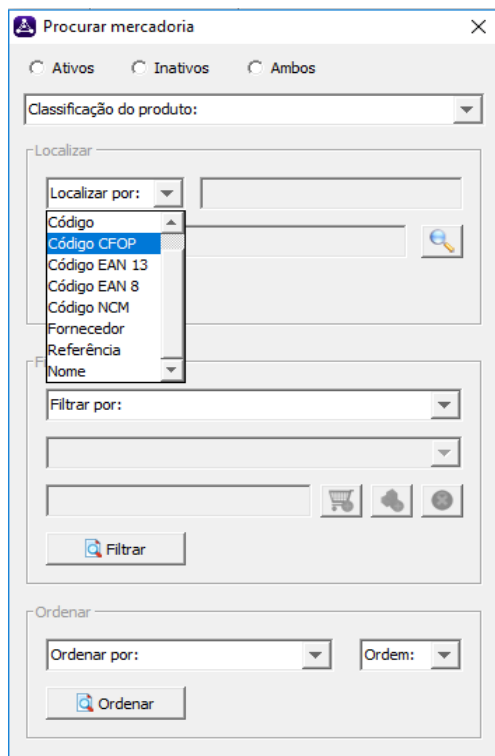 Procurar mercadoria
Ativos Inativos Ambos
Classificação do produto:
Localizar
Localizar por:
Código
Código CFOP
Código EAN 13
Código EAN 8
Código NCM
Fornecedor
Referência
Nome
Filtrar por:
Filtrar
Ordenar
Ordenar por: Ordem:
Ordenar